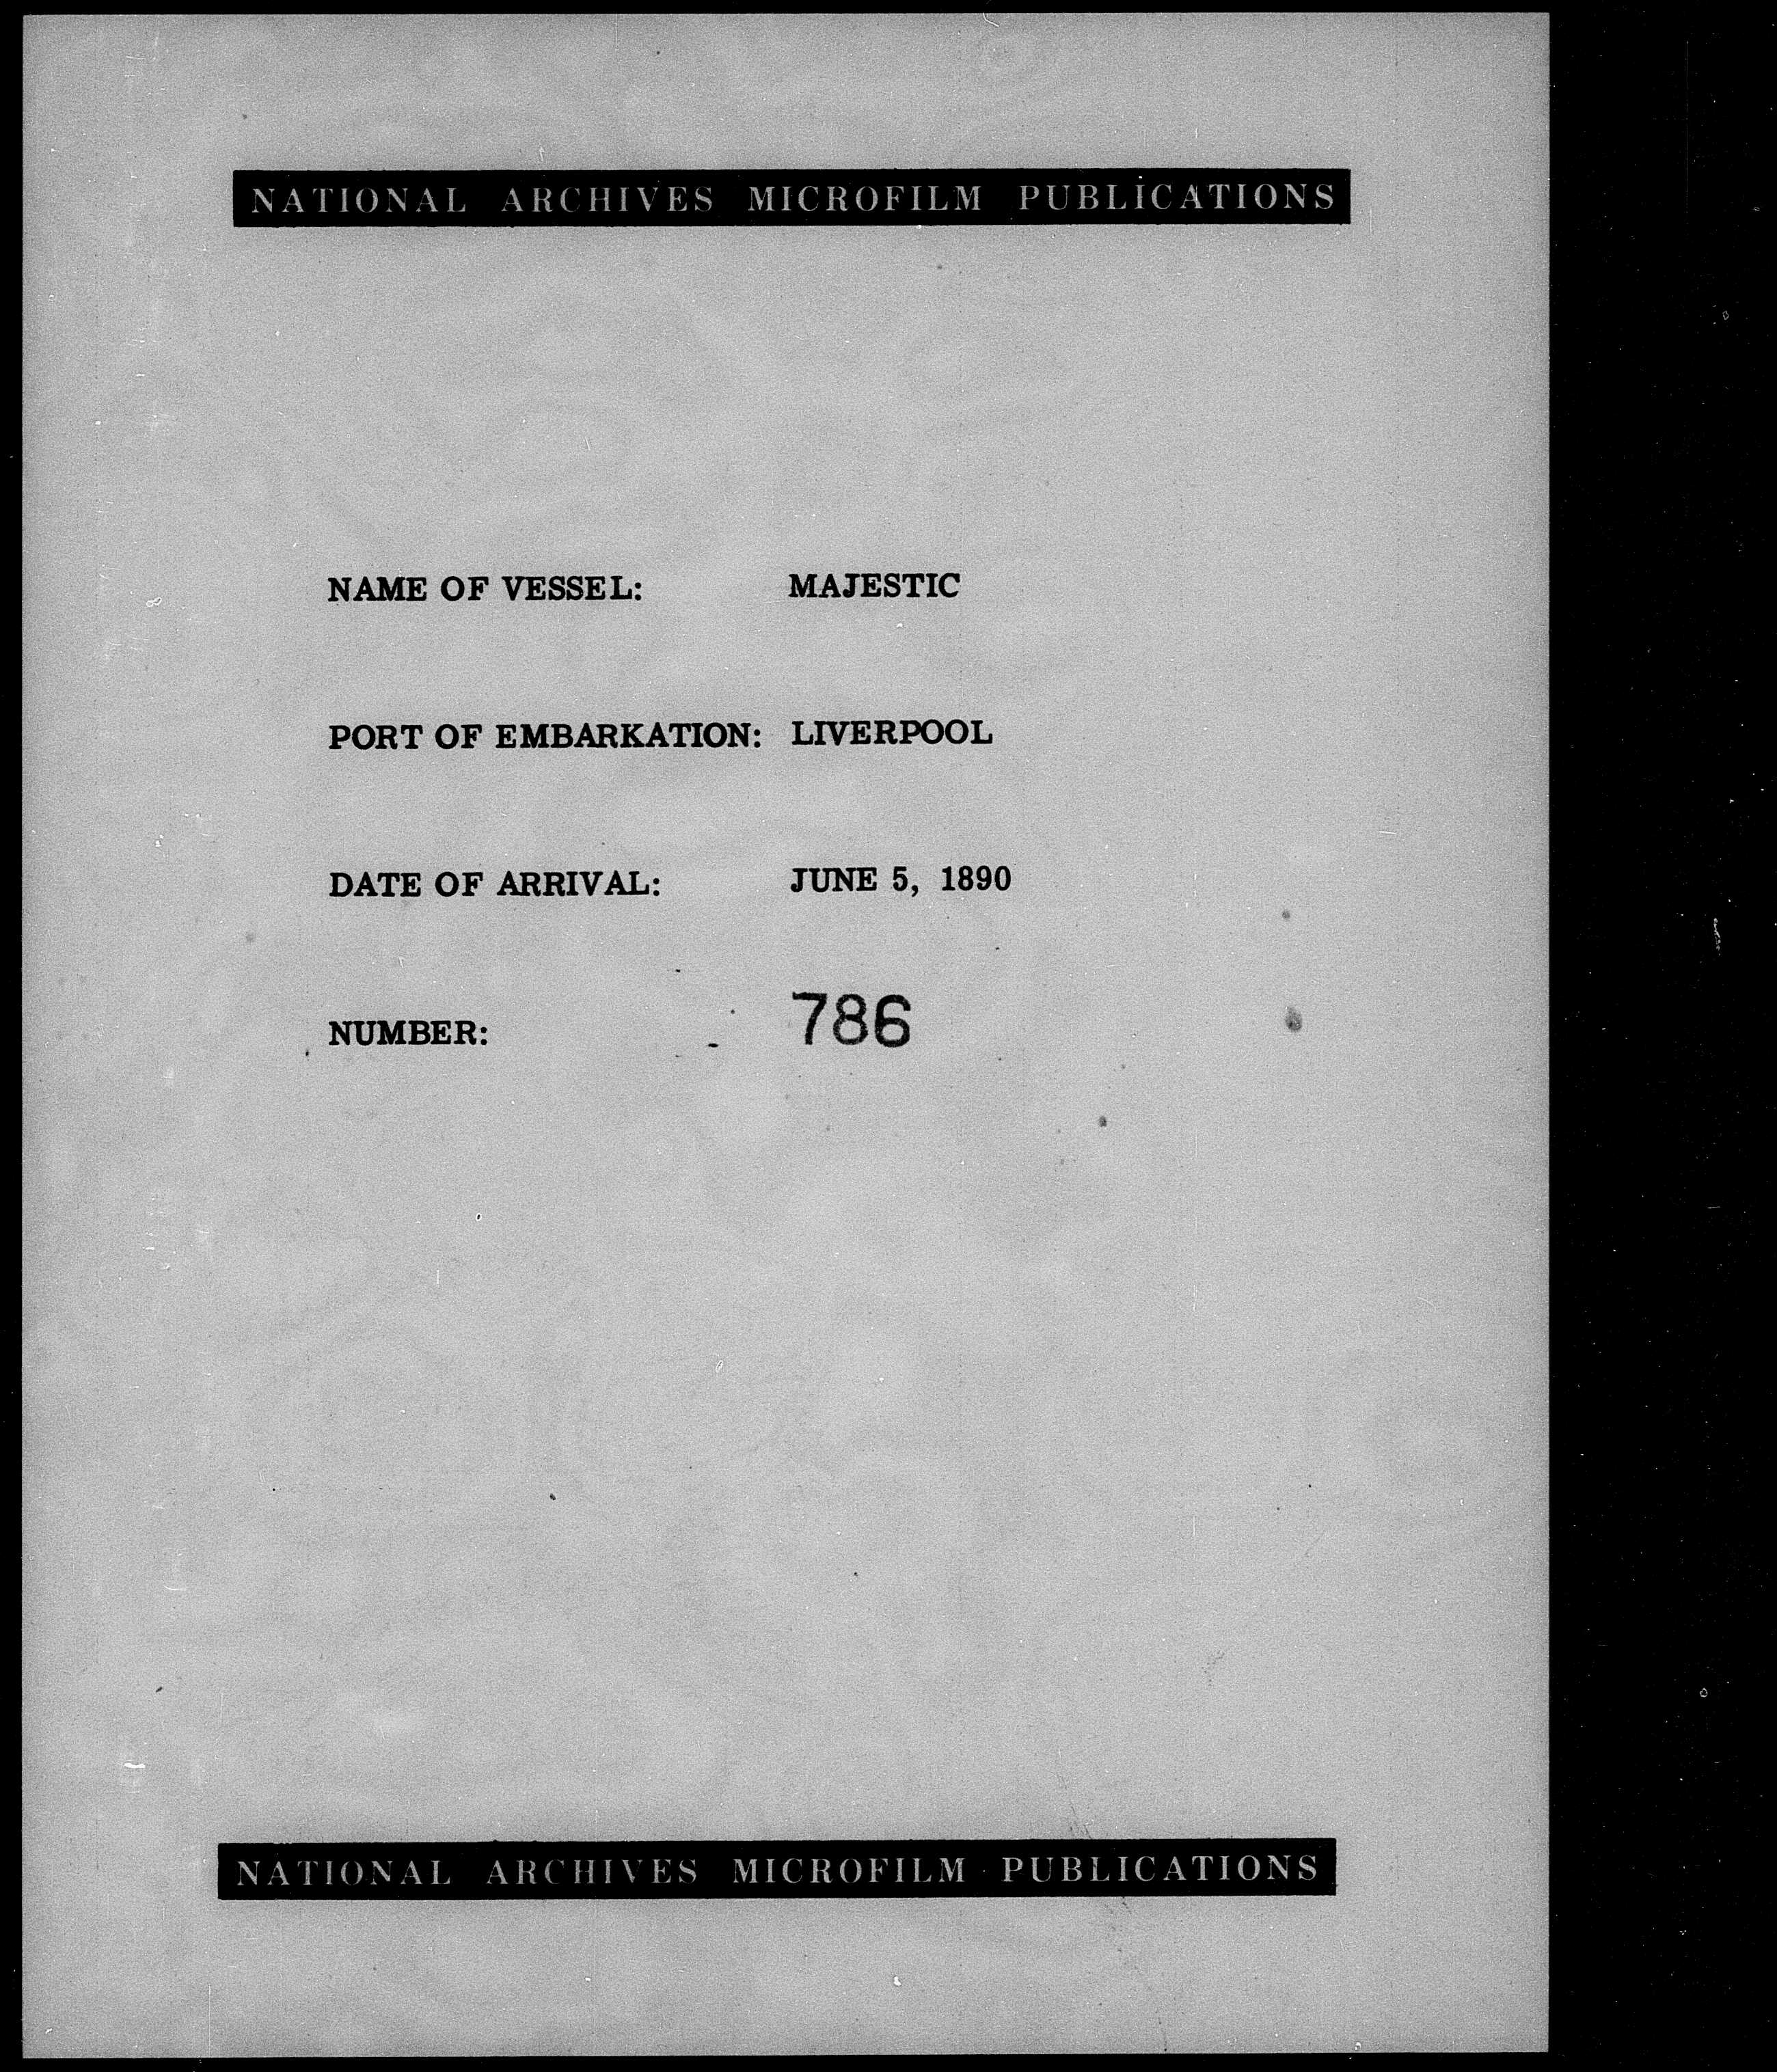 NATIONAL ARCHIVES MICROFILM PUBLICATIONS
NAME OF VESSEL: MAJESTIC
PORT OF EMBARKATION: LIVERPOOL
DATE OF ARRIVAL: JUNE 5, 1890
NUMBER: 786
NATIONAL ARCHIVES MICROFILM PUBLICATIONS